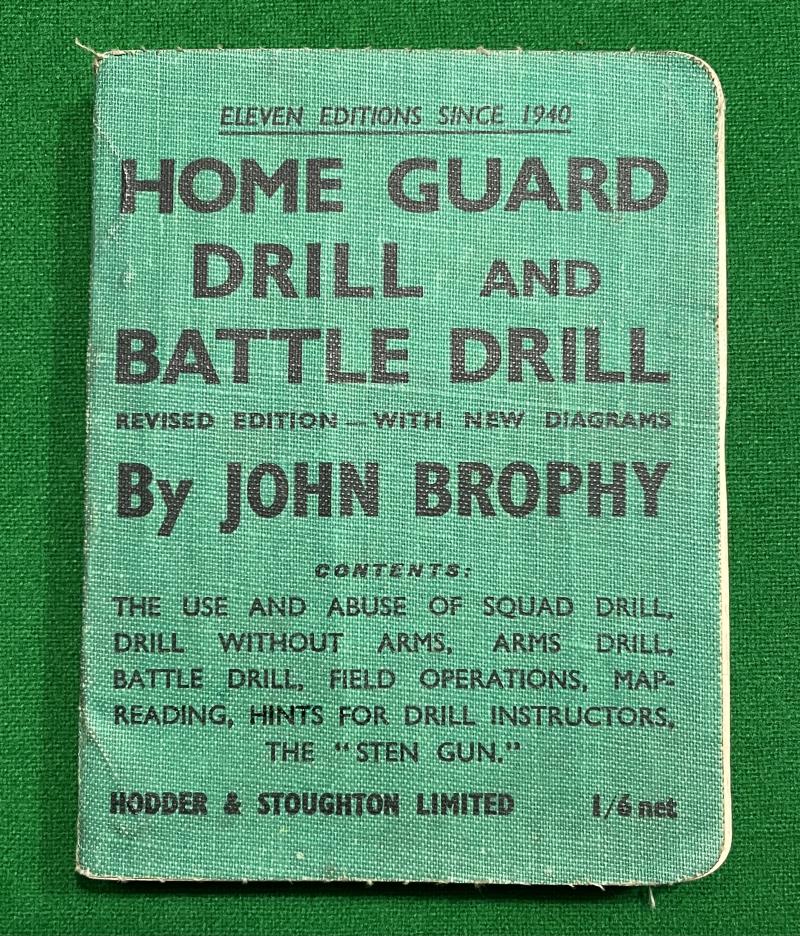 ELEVEN EDITIONS SINCE 1940
HOME GUARD
DRILL AND
BATTLE DRILL
REVISED EDITION — WITH NEW DIAGRAMS
By JOHN BROPHY
CONTENTS:
THE USE AND ABUSE OF SQUAD DRILL,
DRILL WITHOUT ARMS, ARMS DRILL,
BATTLE DRILL, FIELD OPERATIONS, MAP-
READING, HINTS FOR DRILL INSTRUCTORS,
THE "STEN GUN."
HODDER & STOUGHTON LIMITED 1/6 net